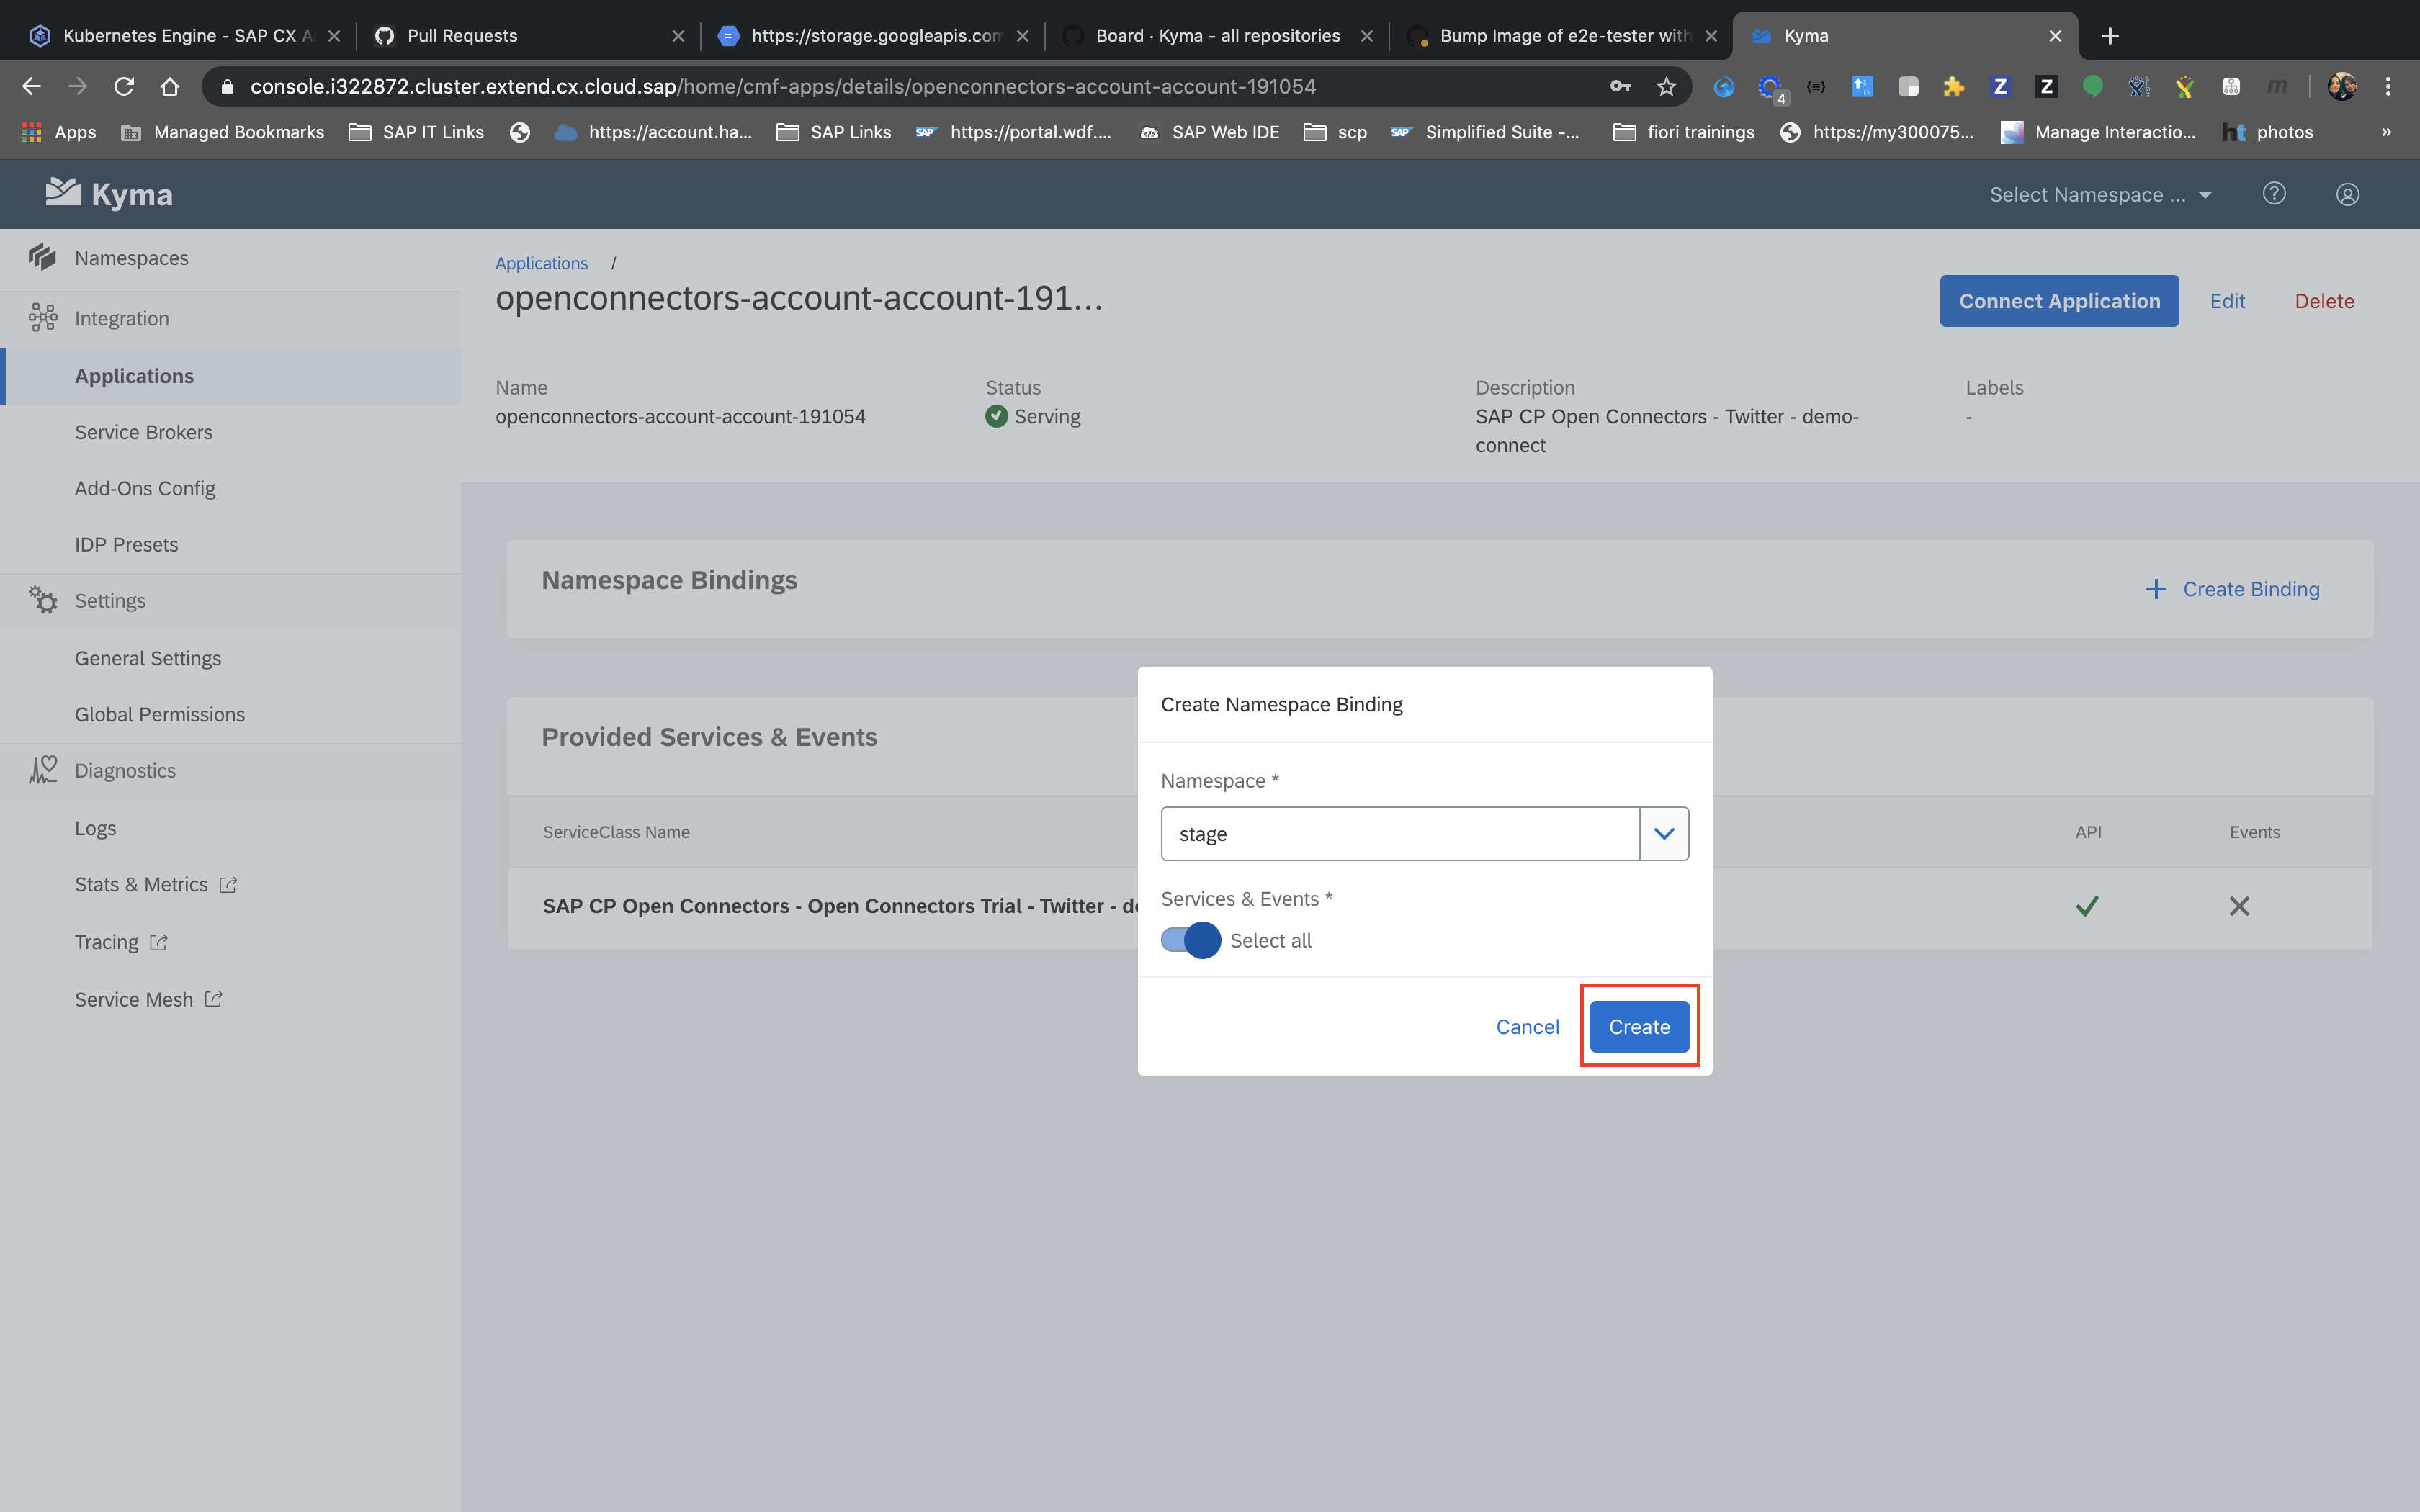 Kubernetes Engine - SAP CX A
Pull Requests
https://storage.googleapis.com
Board · Kyma - all repositories
Bump Image of e2e-tester with
Kyma
console.i322872.cluster.extend.cx.cloud.sap/home/cmf-apps/details/openconnectors-account-account-191054
4
Apps
Managed Bookmarks
SAP IT Links
https://account.ha...
SAP Links
SAP https://portal.wdf....
SAP Web IDE
scp
SAP Simplified Suite -...
fiori trainings
https://my300075...
Manage Interactio...
ht photos
»
Kyma
Select Namespace ...
Namespaces
Integration
Applications
Service Brokers
Add-Ons Config
IDP Presets
Settings
General Settings
Global Permissions
Diagnostics
Logs
Stats & Metrics
Tracing
Service Mesh
Applications /
openconnectors-account-account-191...
Connect Application
Edit
Delete
Name
openconnectors-account-account-191054
Status
Serving
Description
SAP CP Open Connectors - Twitter - demo-
connect
Labels
-
Namespace Bindings
+ Create Binding
Provided Services & Events
ServiceClass Name
API
Events
SAP CP Open Connectors - Open Connectors Trial - Twitter - de
Create Namespace Binding
Namespace *
stage
Services & Events *
Select all
Cancel
Create